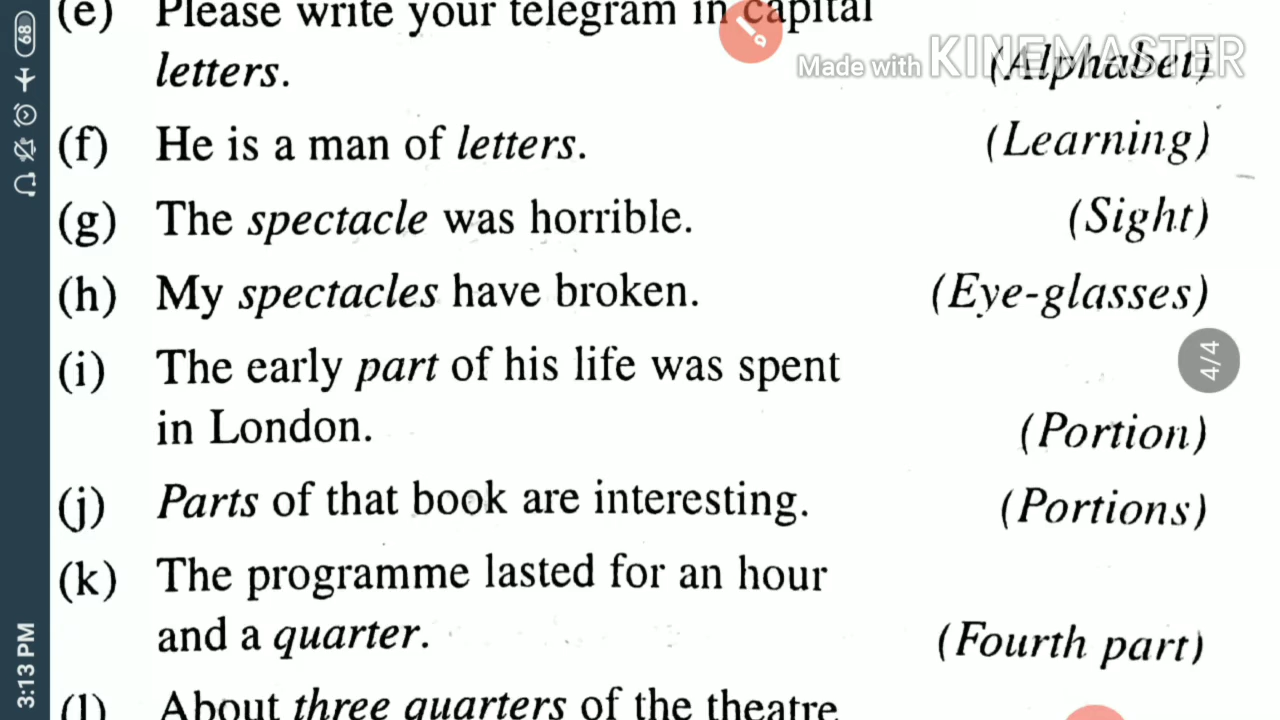 (e) Please write your telegram in capital
letters. (Alphabet)
Made with KINEMASTER
(f) He is a man of letters. (Learning)
(g) The spectacle was horrible. (Sight)
(h) My spectacles have broken. (Eye-glasses)
(i) The early part of his life was spent
in London. (Portion)
4/4
(j) Parts of that book are interesting. (Portions)
(k) The programme lasted for an hour
and a quarter. (Fourth part)
(l) About three quarters of the theatre
68
3:13 PM